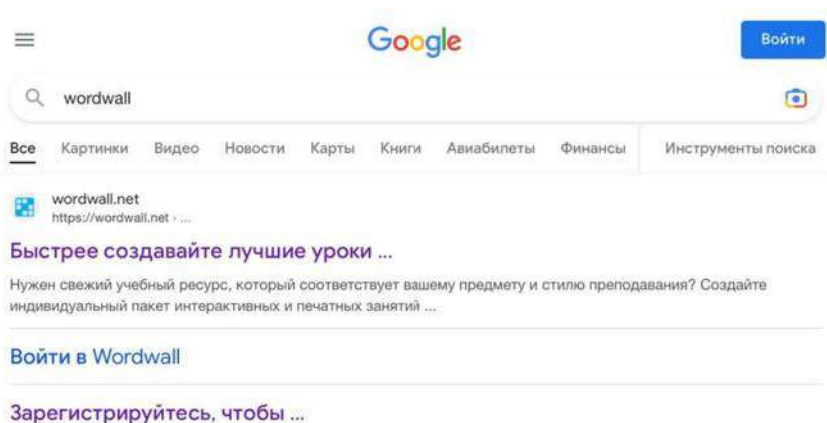 Google
Войти
wordwall
Все Картинки Видео Новости Карты Книги Авиабилеты Финансы Инструменты поиска
wordwall.net
https://wordwall.net › ...
Быстрее создавайте лучшие уроки ...
Нужен свежий учебный ресурс, который соответствует вашему предмету и стилю преподавания? Создайте
индивидуальный пакет интерактивных и печатных занятий ...
Войти в Wordwall
Зарегистрируйтесь, чтобы ...